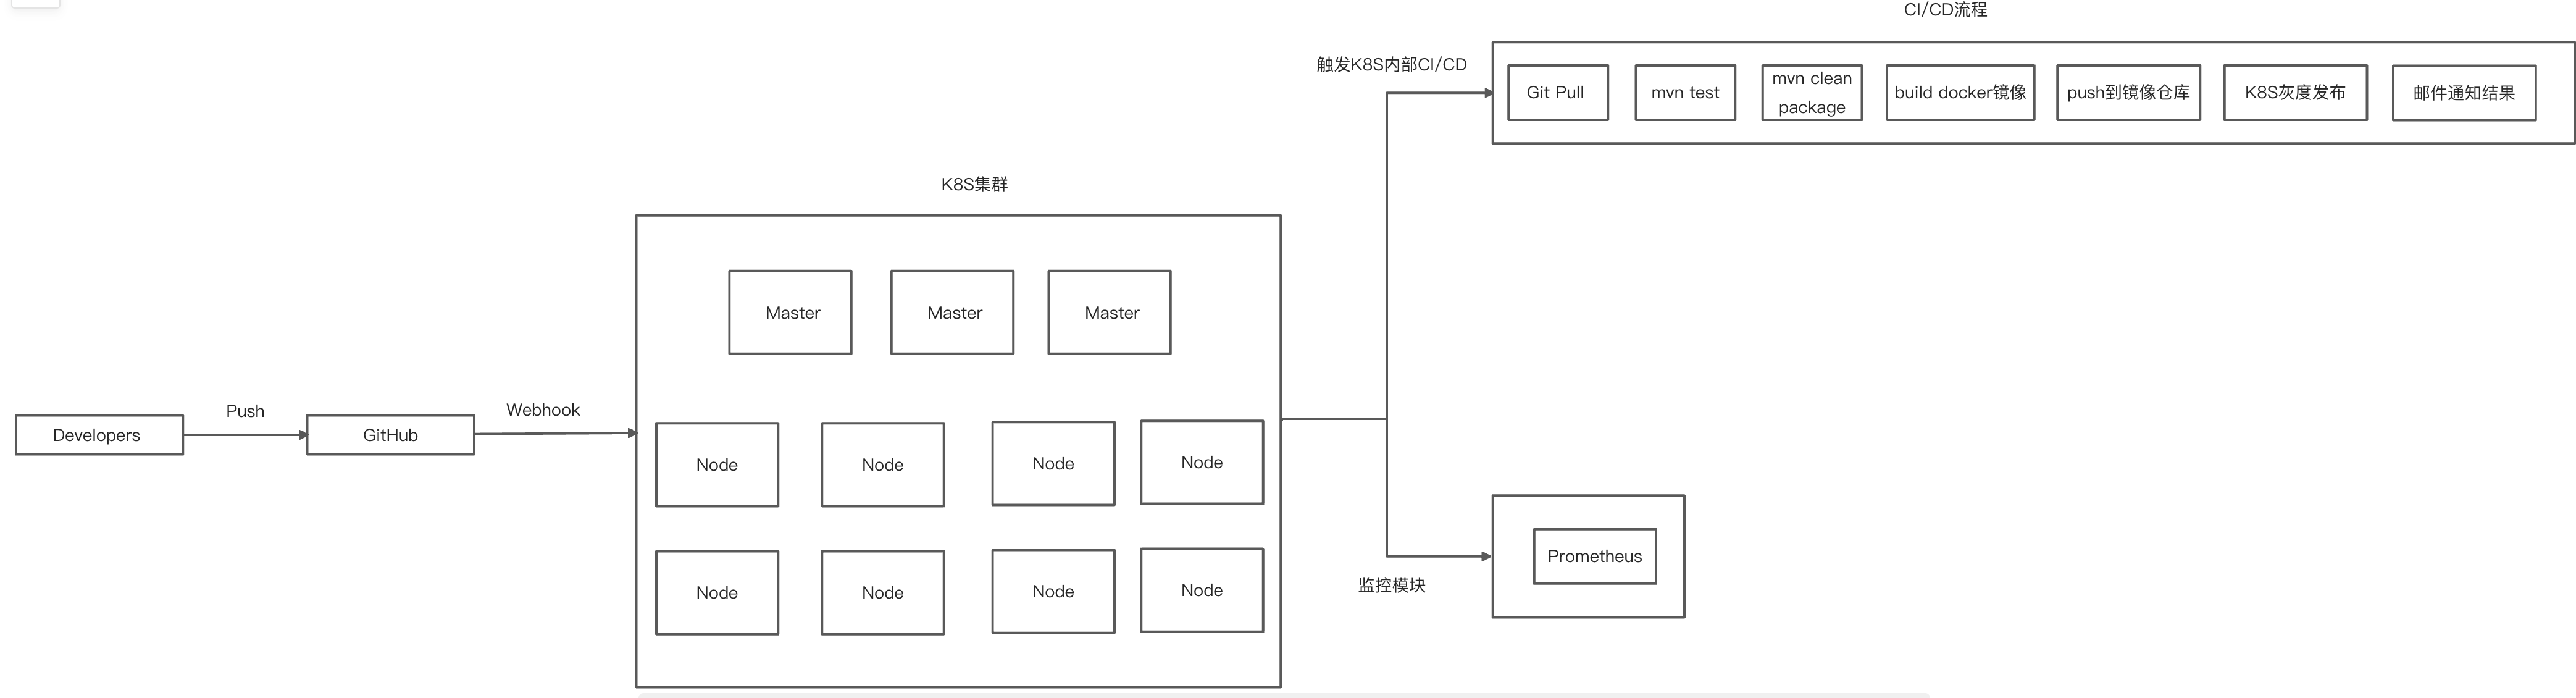 CI/CD流程
触发K8S内部CI/CD
Git Pull
mvn test
mvn clean
package
build docker镜像
push到镜像仓库
K8S灰度发布
邮件通知结果
K8S集群
Master
Master
Master
Developers
Push
GitHub
Webhook
Node
Node
Node
Node
Node
Node
Node
Node
Prometheus
监控模块